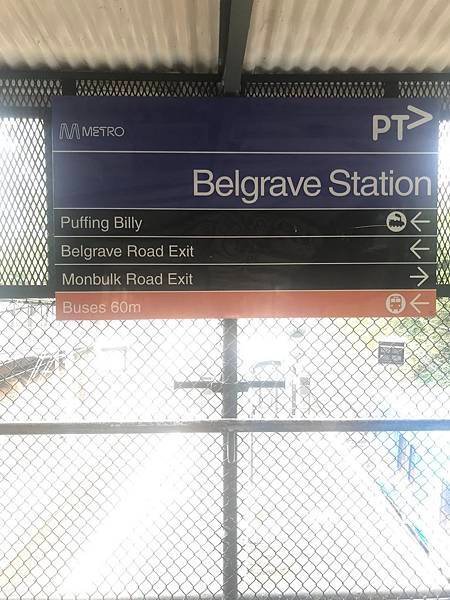 METRO
PT>
Belgrave Station
Puffing Billy
Belgrave Road Exit
Monbulk Road Exit
Buses 60m